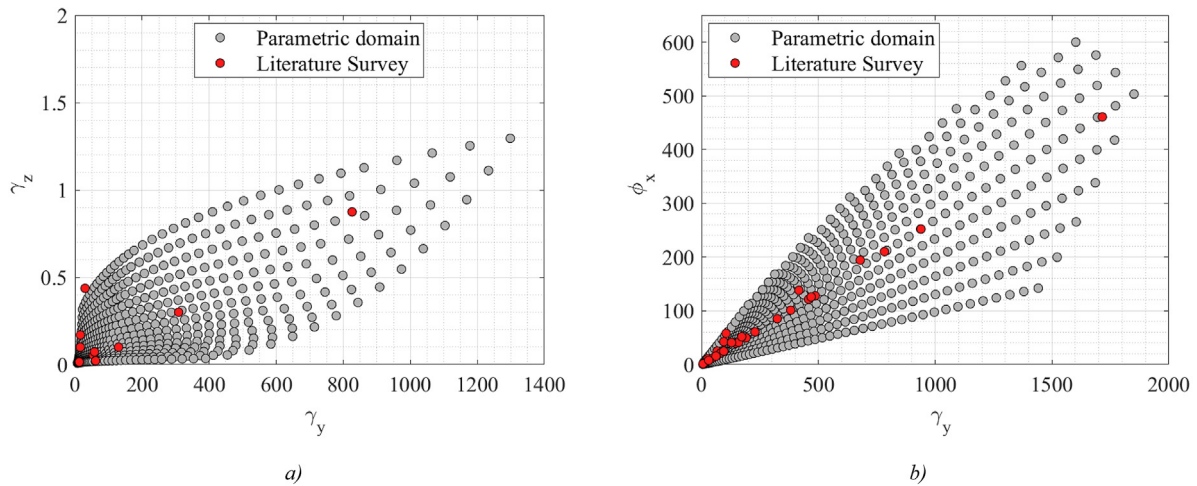 2
1.5
1
0.5
0
γz
0 200 400 600 800 1000 1200 1400
γy
Parametric domain
Literature Survey
a)
600
500
400
300
200
100
0
ϕx
0 500 1000 1500 2000
γy
Parametric domain
Literature Survey
b)